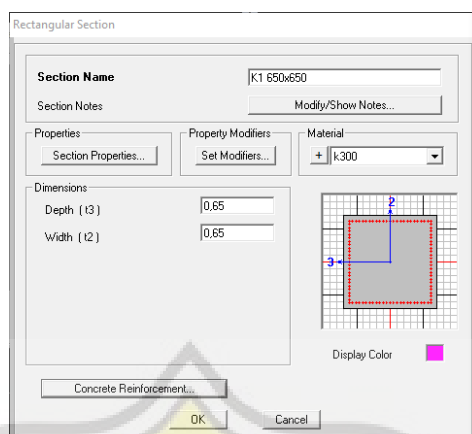 Rectangular Section
Section Name K1 650x650
Section Notes Modify/Show Notes...
Properties Property Modifiers Material
Section Properties... Set Modifiers... + k300
Dimensions
Depth ( t3 ) 0,65
Width ( t2 ) 0,65
2
3
Display Color
Concrete Reinforcement...
OK Cancel